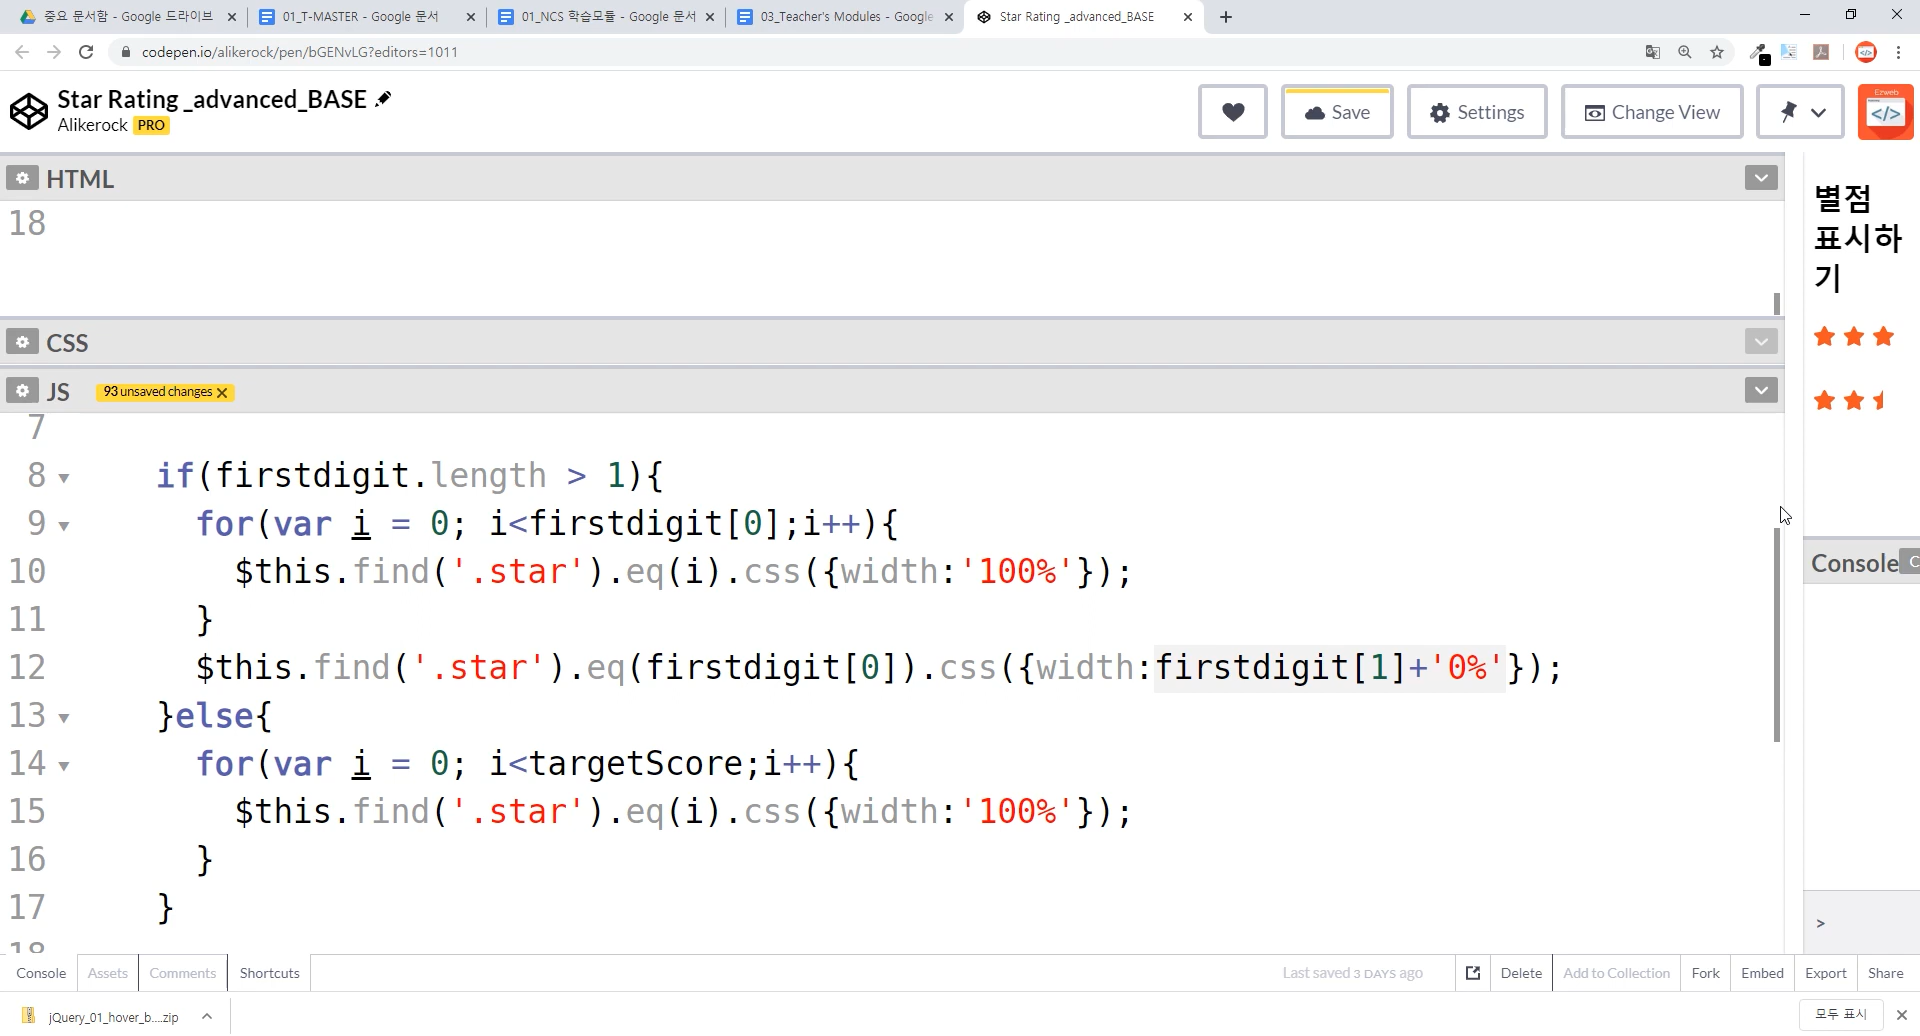 중요 문서함 - Google 드라이브
01_T-MASTER - Google 문서
01_NCS 학습모듈 - Google 문서
03_Teacher's Modules - Google
Star Rating _advanced_BASE
codepen.io/alikerock/pen/bGENvLG?editors=1011
Star Rating _advanced_BASE
Alikerock PRO
Save
Settings
Change View
Ezweb
</>
HTML
18
CSS
JS
93 unsaved changes
7
8 if(firstdigit.length > 1){
9 for(var i = 0; i<firstdigit[0];i++){
10 $this.find('.star').eq(i).css({width:'100%'});
11 }
12 $this.find('.star').eq(firstdigit[0]).css({width:firstdigit[1]+'0%'});
13 }else{
14 for(var i = 0; i<targetScore;i++){
15 $this.find('.star').eq(i).css({width:'100%'});
16 }
17 }
18
별점
표시하
기
Console
C
>
Console
Assets
Comments
Shortcuts
Last saved 3 DAYS ago
Delete
Add to Collection
Fork
Embed
Export
Share
jQuery_01_hover_b....zip
모두 표시